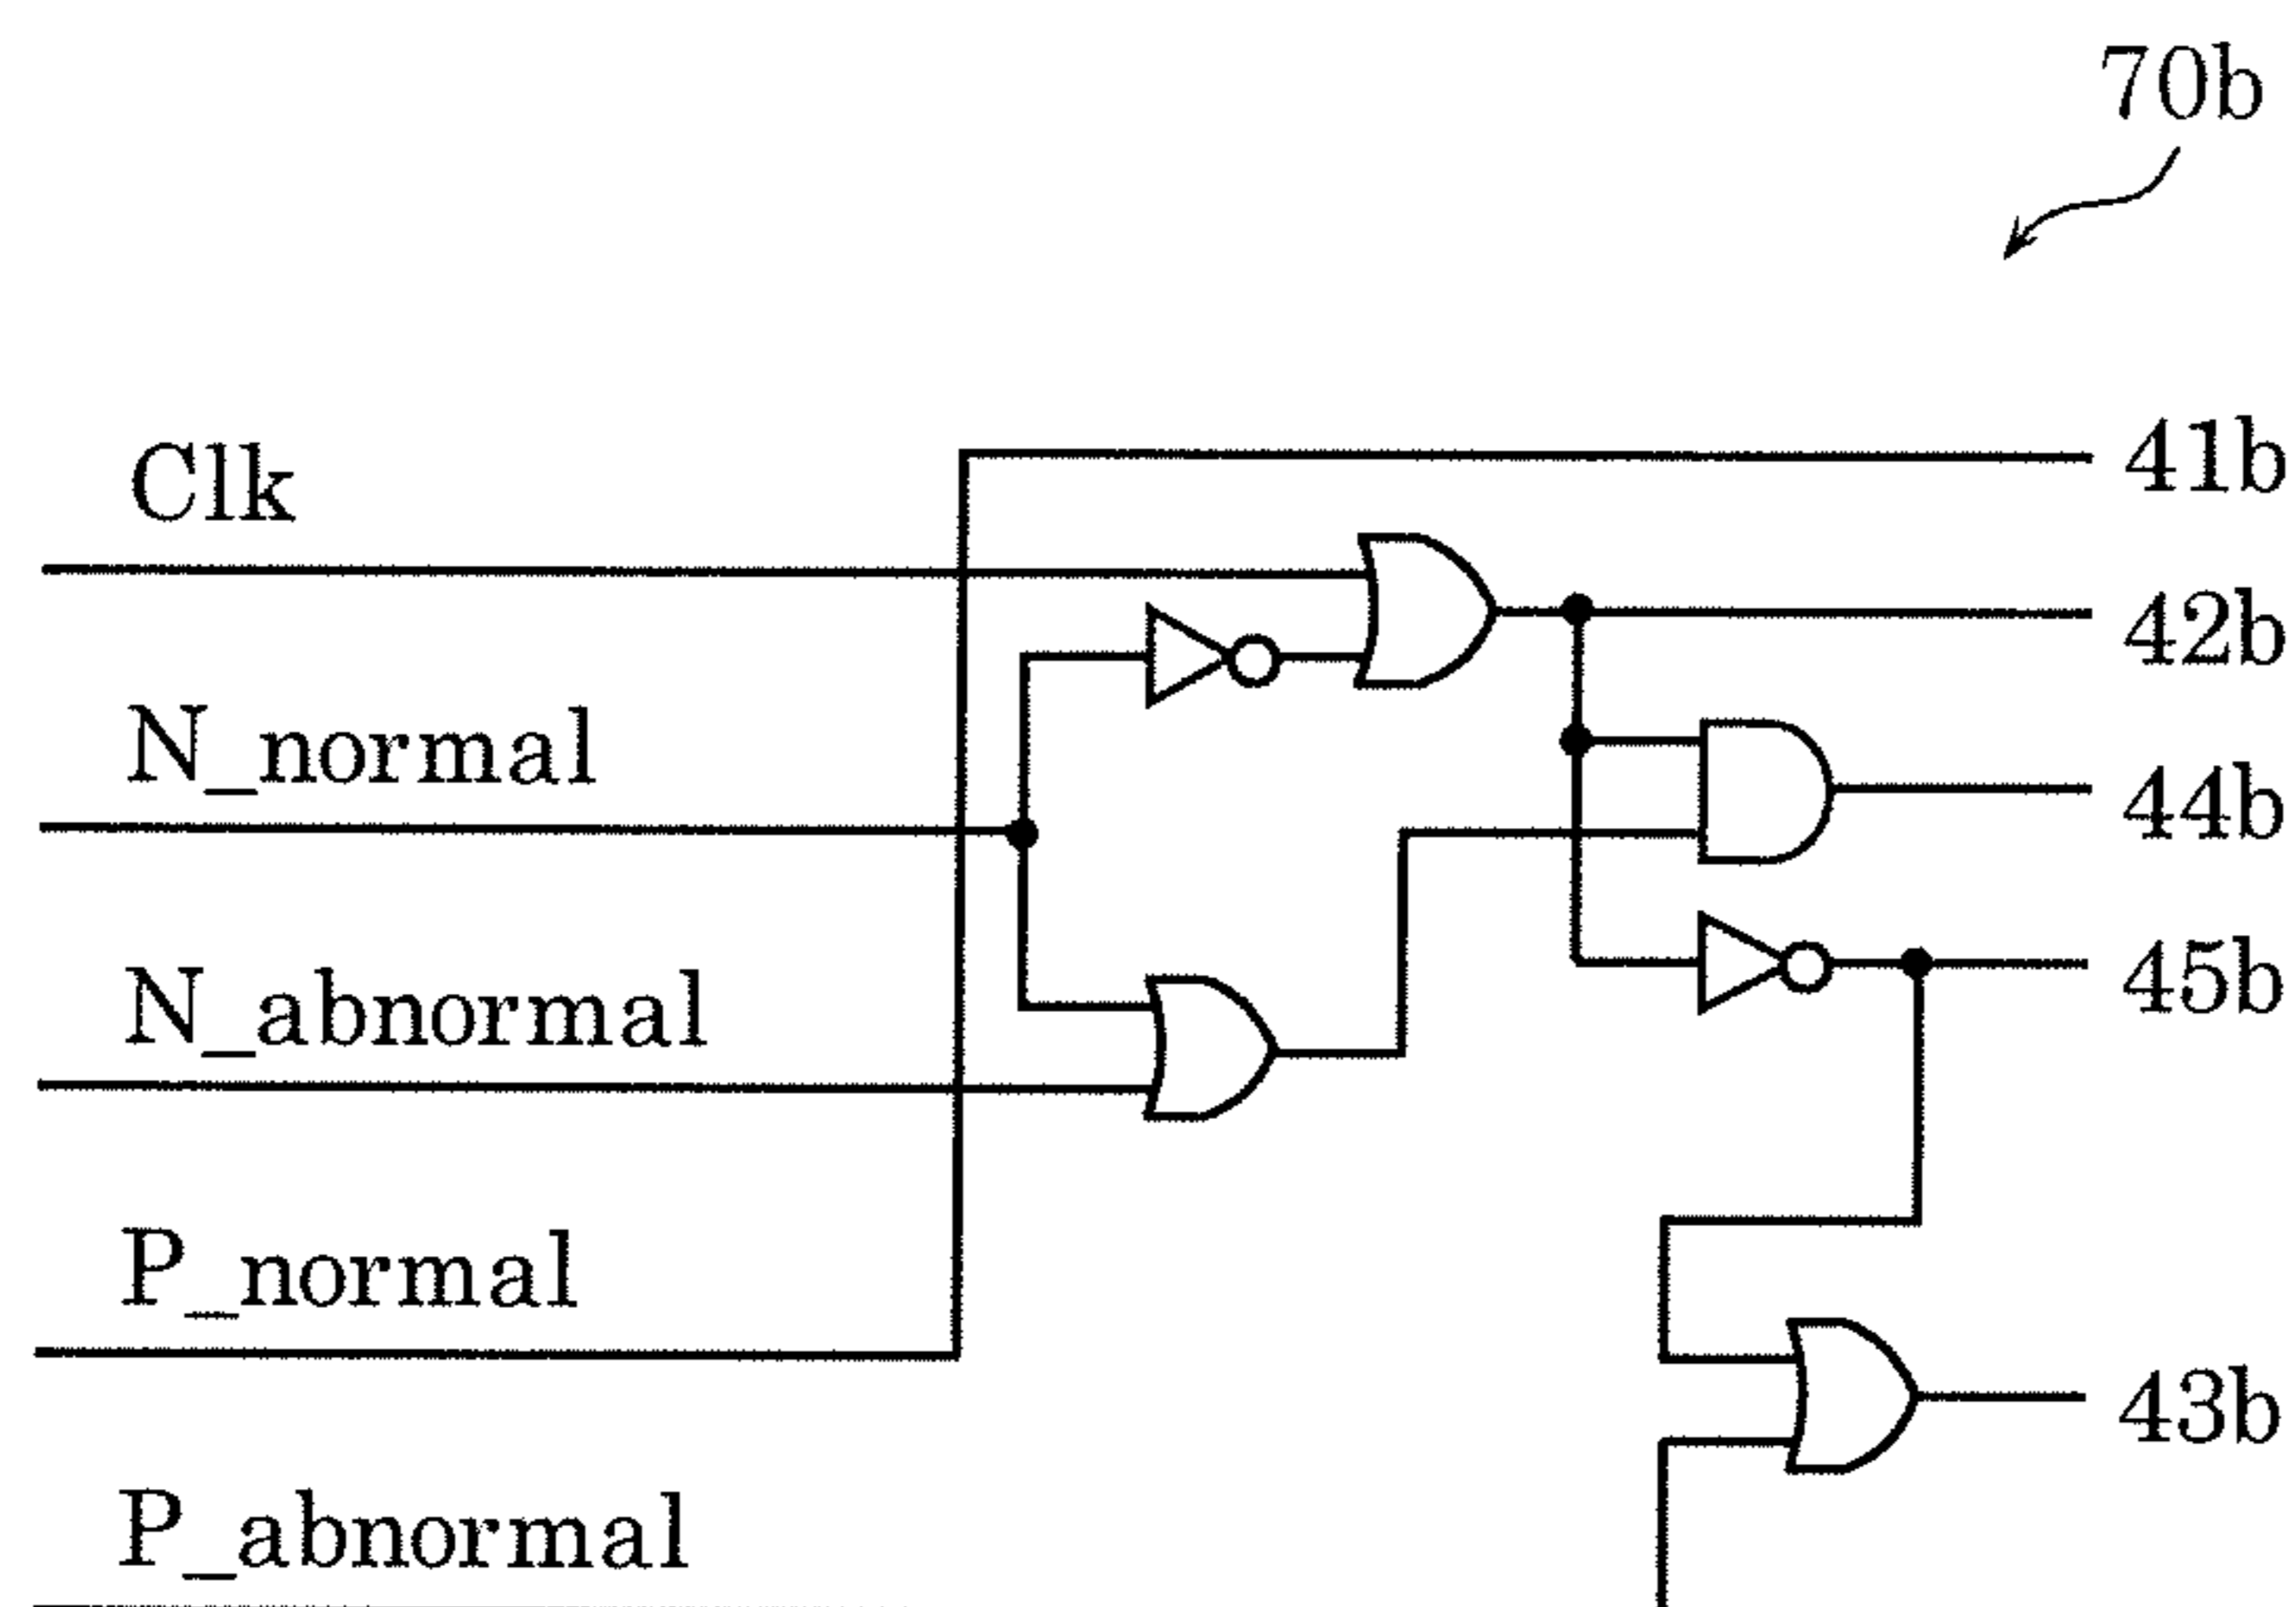 70b
41b
Clk
42b
N_normal
44b
45b
N_abnormal
P_normal
43b
P_abnormal